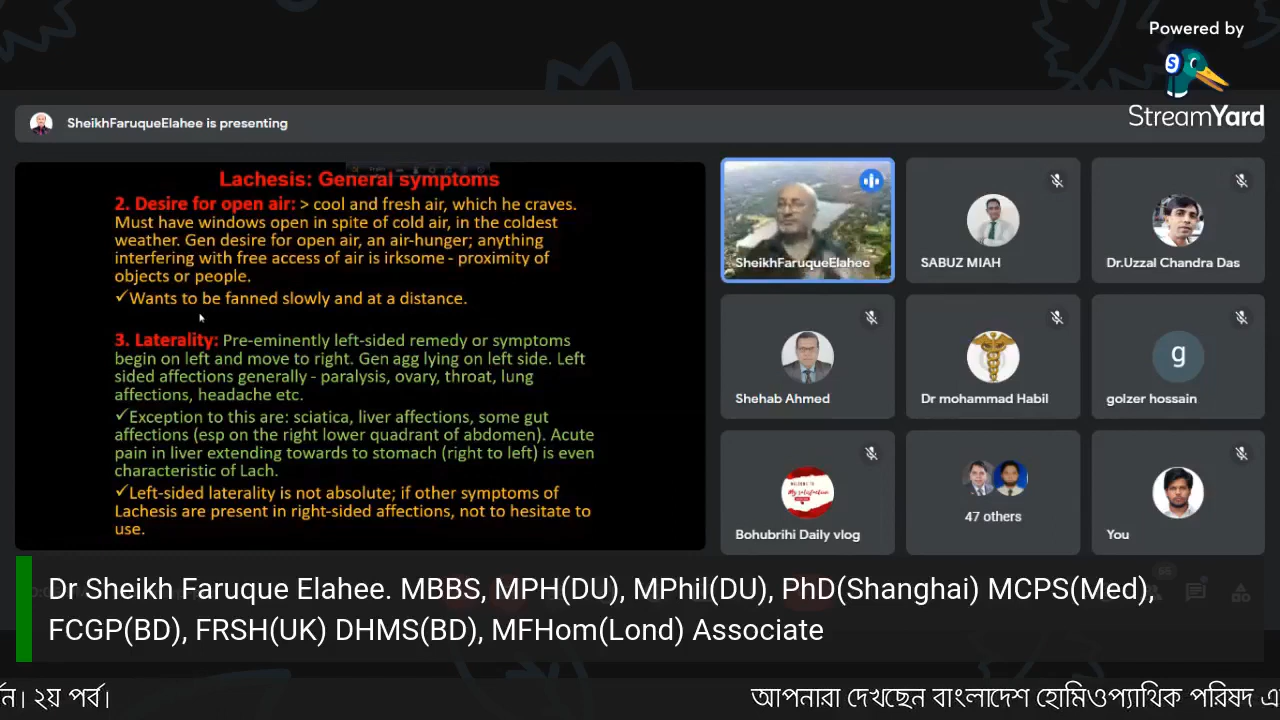 Powered by
StreamYard
SheikhFaruqueElahee is presenting
Lachesis: General symptoms
2. Desire for open air: > cool and fresh air, which he craves.
Must have windows open in spite of cold air, in the coldest
weather. Gen desire for open air, an air-hunger; anything
interfering with free access of air is irksome - proximity of
objects or people.
✓Wants to be fanned slowly and at a distance.
3. Laterality: Pre-eminently left-sided remedy or symptoms
begin on left and move to right. Gen agg lying on left side. Left
sided affections generally - paralysis, ovary, throat, lung
affections, headache etc.
✓Exception to this are: sciatica, liver affections, some gut
affections (esp on the right lower quadrant of abdomen). Acute
pain in liver extending towards to stomach (right to left) is even
characteristic of Lach.
✓Left-sided laterality is not absolute; if other symptoms of
Lachesis are present in right-sided affections, not to hesitate to
use.
SheikhFaruqueElahee
SABUZ MIAH
Dr.Uzzal Chandra Das
Shehab Ahmed
Dr mohammad Habil
g
golzer hossain
Bohubrihi Daily vlog
47 others
You
Dr Sheikh Faruque Elahee. MBBS, MPH(DU), MPhil(DU), PhD(Shanghai) MCPS(Med),
FCGP(BD), FRSH(UK) DHMS(BD), MFHom(Lond) Associate
২য় পর্ব। আপনারা দেখছেন বাংলাদেশ হোমিওপ্যাথিক পরিষদ